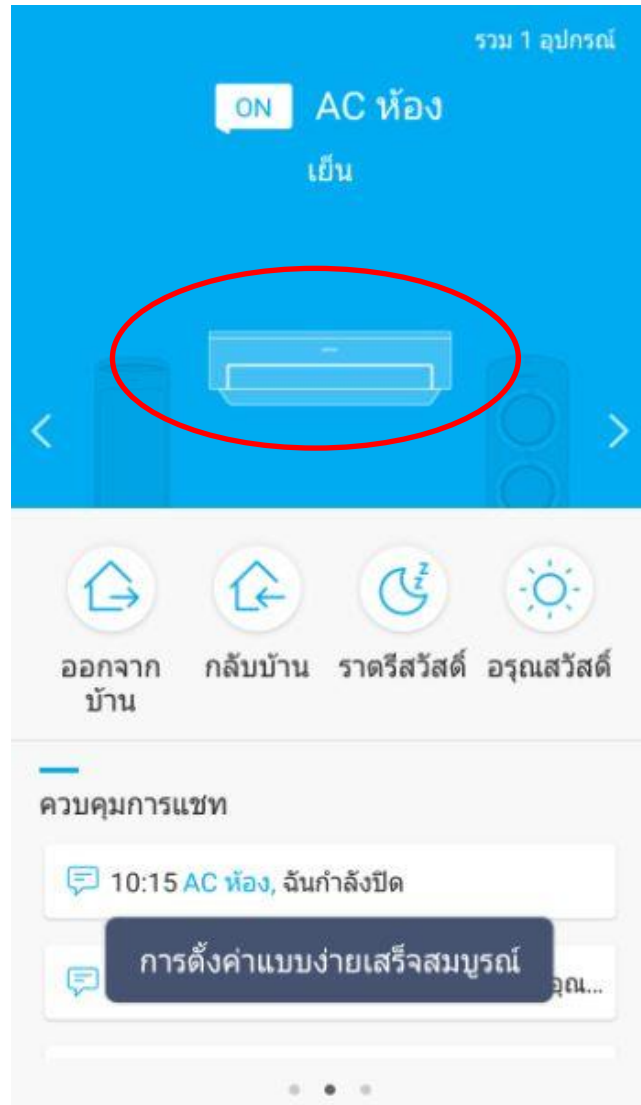 รวม 1 อุปกรณ์
ON AC ห้อง
เย็น
ออกจาก
บ้าน
กลับบ้าน
ราตรีสวัสดิ์
อรุณสวัสดิ์
ควบคุมการแชท
10:15 AC ห้อง, ฉันกำลังปิด
การตั้งค่าแบบง่ายเสร็จสมบูรณ์